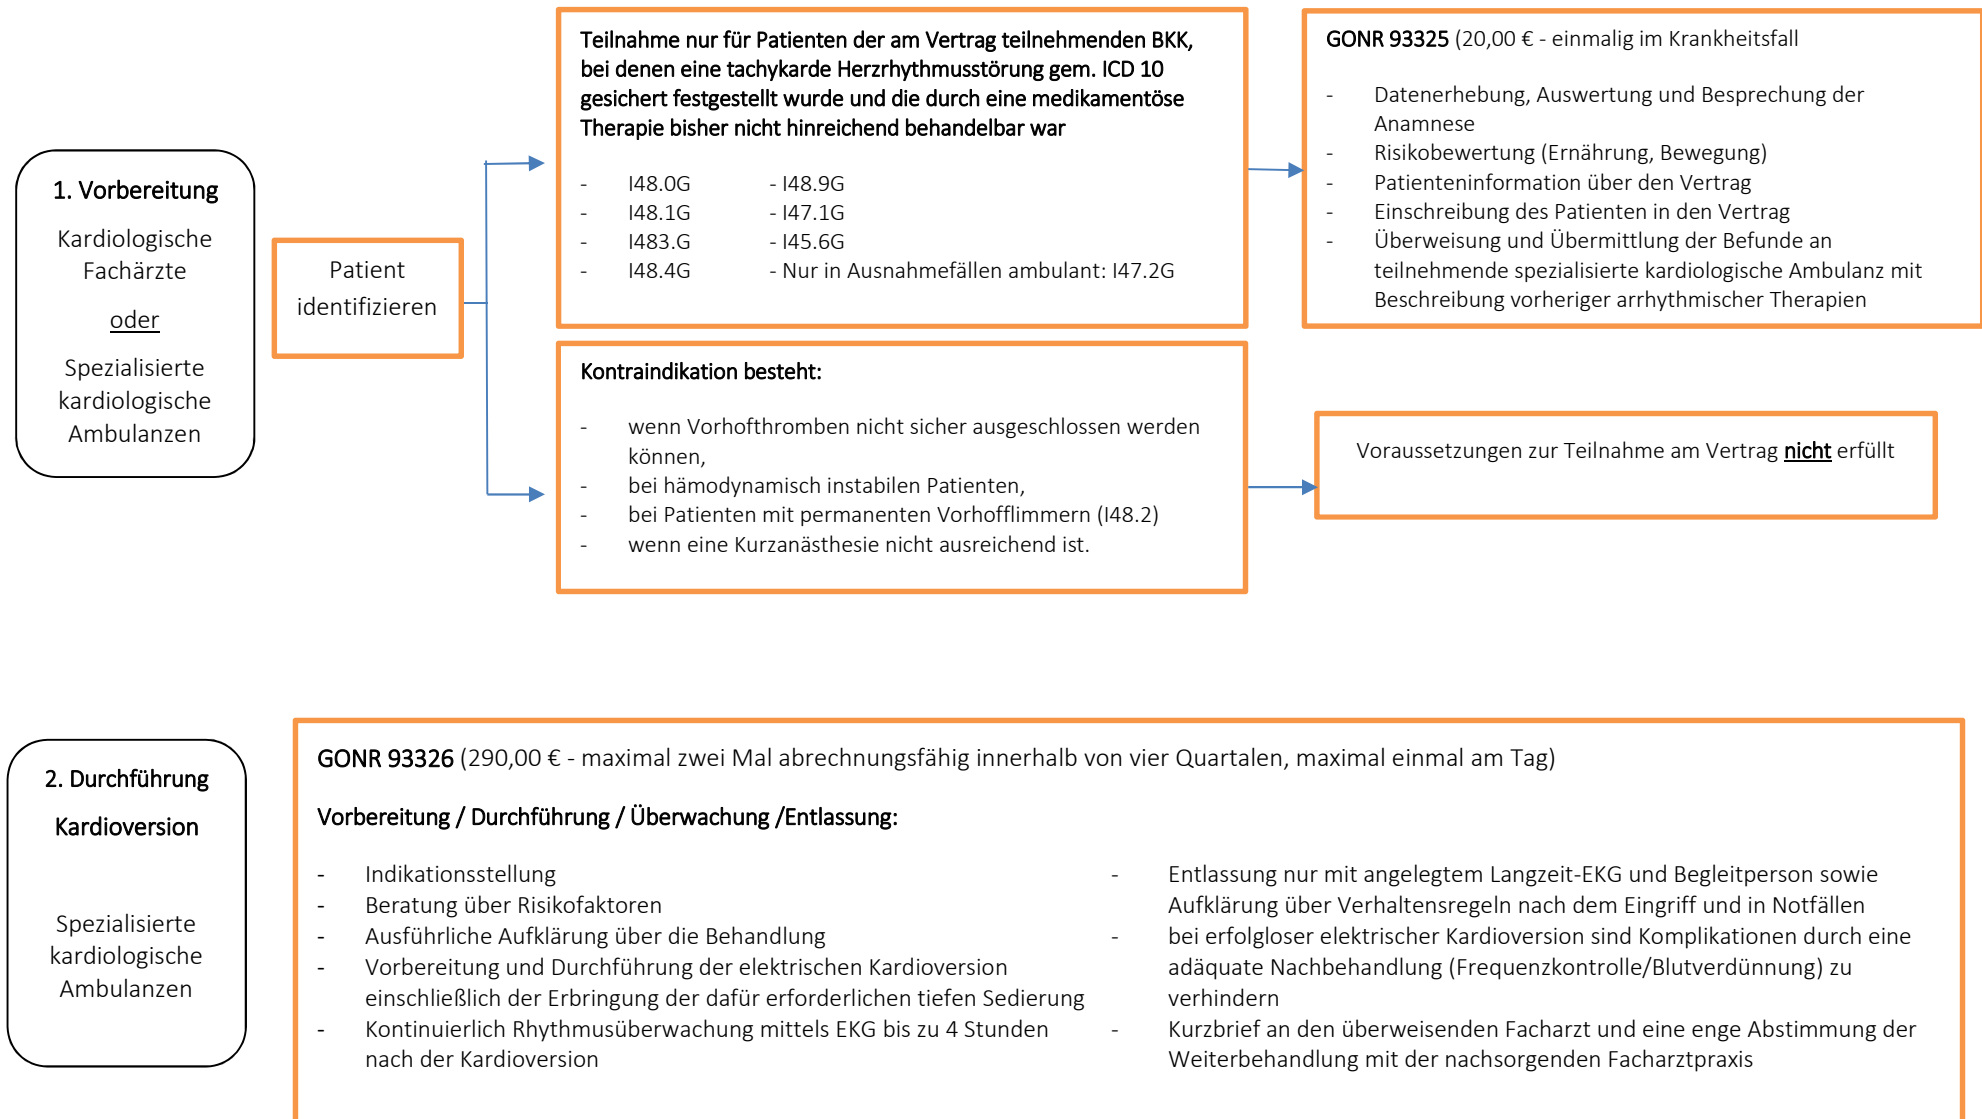 1. Vorbereitung
Kardiologische
Fachärzte
oder
Spezialisierte
kardiologische
Ambulanzen
Patient
identifizieren
Teilnahme nur für Patienten der am Vertrag teilnehmenden BKK,
bei denen eine tachykarde Herzrhythmusstörung gem. ICD 10
gesichert festgestellt wurde und die durch eine medikamentöse
Therapie bisher nicht hinreichend behandelbar war
- I48.0G - I48.9G
- I48.1G - I47.1G
- I483.G - I45.6G
- I48.4G - Nur in Ausnahmefällen ambulant: I47.2G
GONR 93325 (20,00 € - einmalig im Krankheitsfall
- Datenerhebung, Auswertung und Besprechung der
Anamnese
- Risikobewertung (Ernährung, Bewegung)
- Patienteninformation über den Vertrag
- Einschreibung des Patienten in den Vertrag
- Überweisung und Übermittlung der Befunde an
teilnehmende spezialisierte kardiologische Ambulanz mit
Beschreibung vorheriger arrhythmischer Therapien
Kontraindikation besteht:
- wenn Vorhofthromben nicht sicher ausgeschlossen werden
können,
- bei hämodynamisch instabilen Patienten,
- bei Patienten mit permanenten Vorhofflimmern (I48.2)
- wenn eine Kurzanästhesie nicht ausreichend ist.
Voraussetzungen zur Teilnahme am Vertrag nicht erfüllt
2. Durchführung
Kardioversion
Spezialisierte
kardiologische
Ambulanzen
GONR 93326 (290,00 € - maximal zwei Mal abrechnungsfähig innerhalb von vier Quartalen, maximal einmal am Tag)
Vorbereitung / Durchführung / Überwachung /Entlassung:
- Indikationsstellung
- Beratung über Risikofaktoren
- Ausführliche Aufklärung über die Behandlung
- Vorbereitung und Durchführung der elektrischen Kardioversion
einschließlich der Erbringung der dafür erforderlichen tiefen Sedierung
- Kontinuierlich Rhythmusüberwachung mittels EKG bis zu 4 Stunden
nach der Kardioversion
- Entlassung nur mit angelegtem Langzeit-EKG und Begleitperson sowie
Aufklärung über Verhaltensregeln nach dem Eingriff und in Notfällen
- bei erfolgloser elektrischer Kardioversion sind Komplikationen durch eine
adäquate Nachbehandlung (Frequenzkontrolle/Blutverdünnung) zu
verhindern
- Kurzbrief an den überweisenden Facharzt und eine enge Abstimmung der
Weiterbehandlung mit der nachsorgenden Facharztpraxis